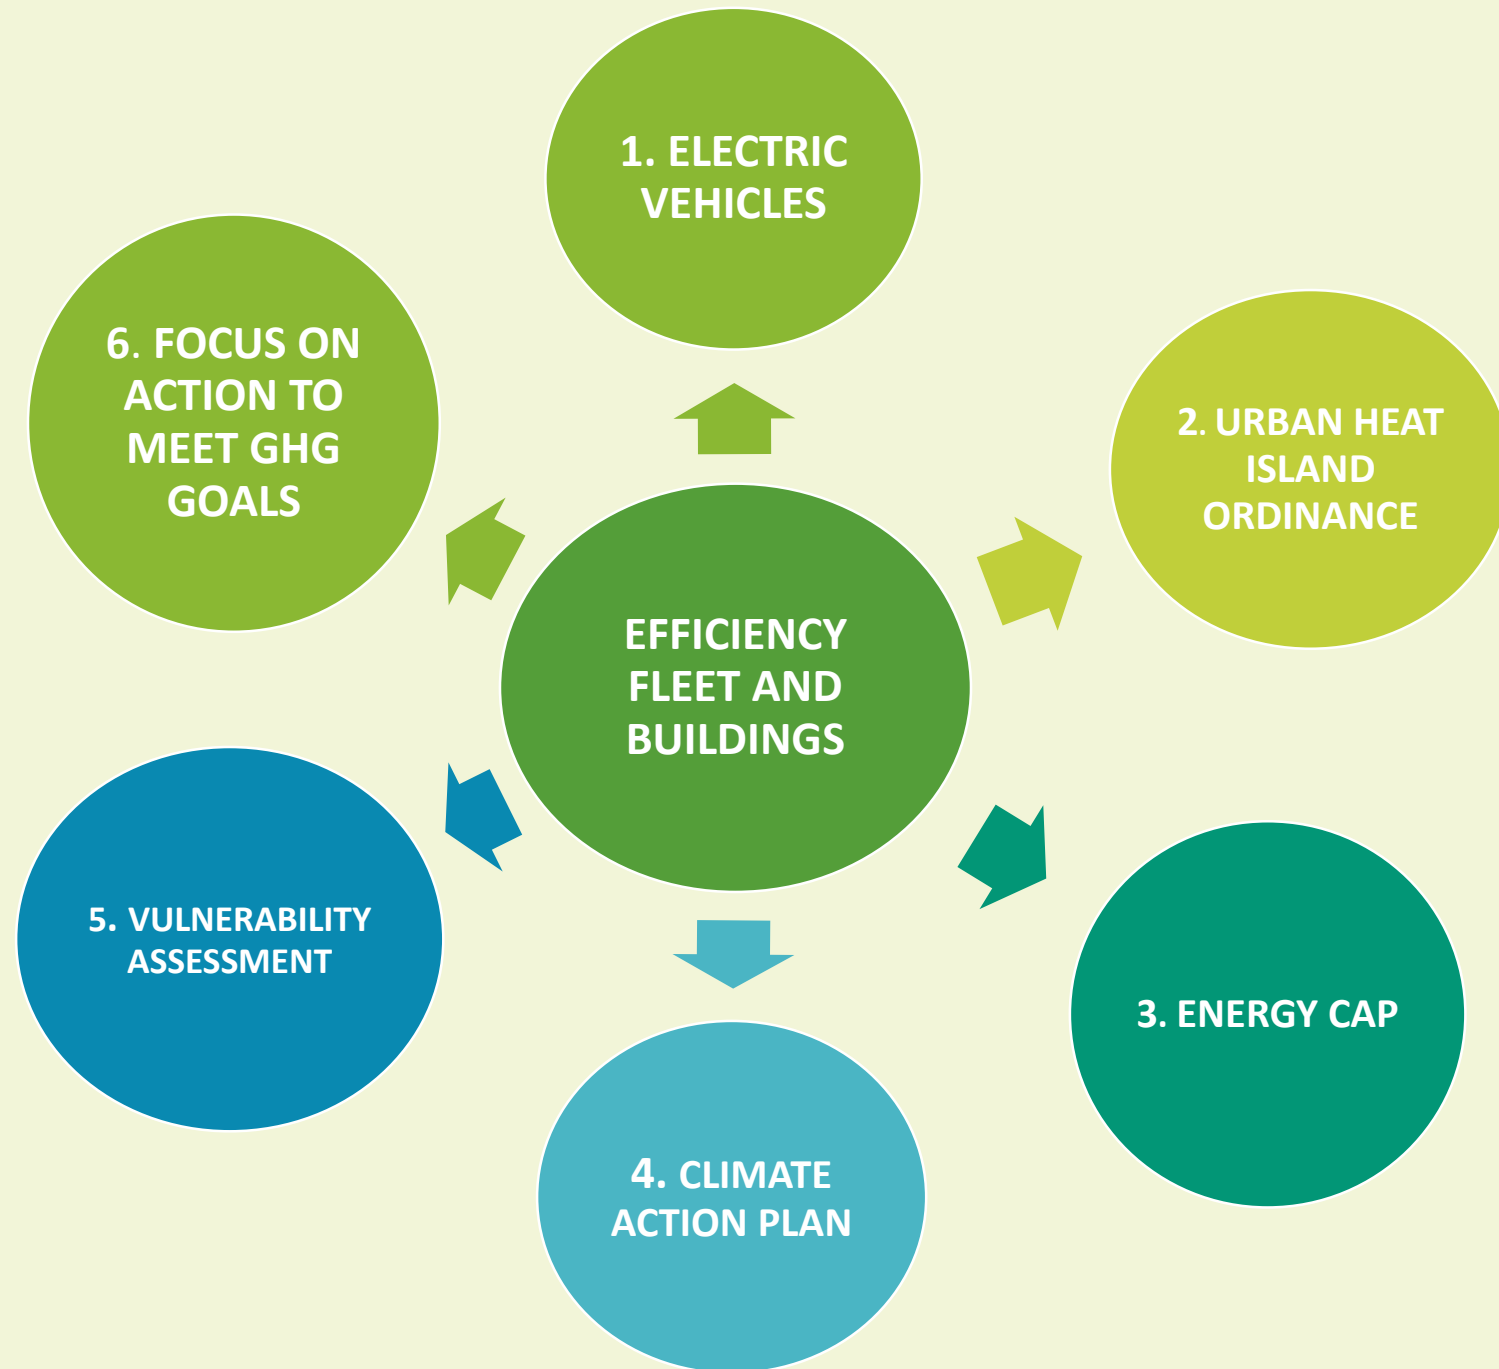 1. ELECTRIC
VEHICLES
2. URBAN HEAT
ISLAND
ORDINANCE
3. ENERGY CAP
4. CLIMATE
ACTION PLAN
5. VULNERABILITY
ASSESSMENT
6. FOCUS ON
ACTION TO
MEET GHG
GOALS
EFFICIENCY
FLEET AND
BUILDINGS